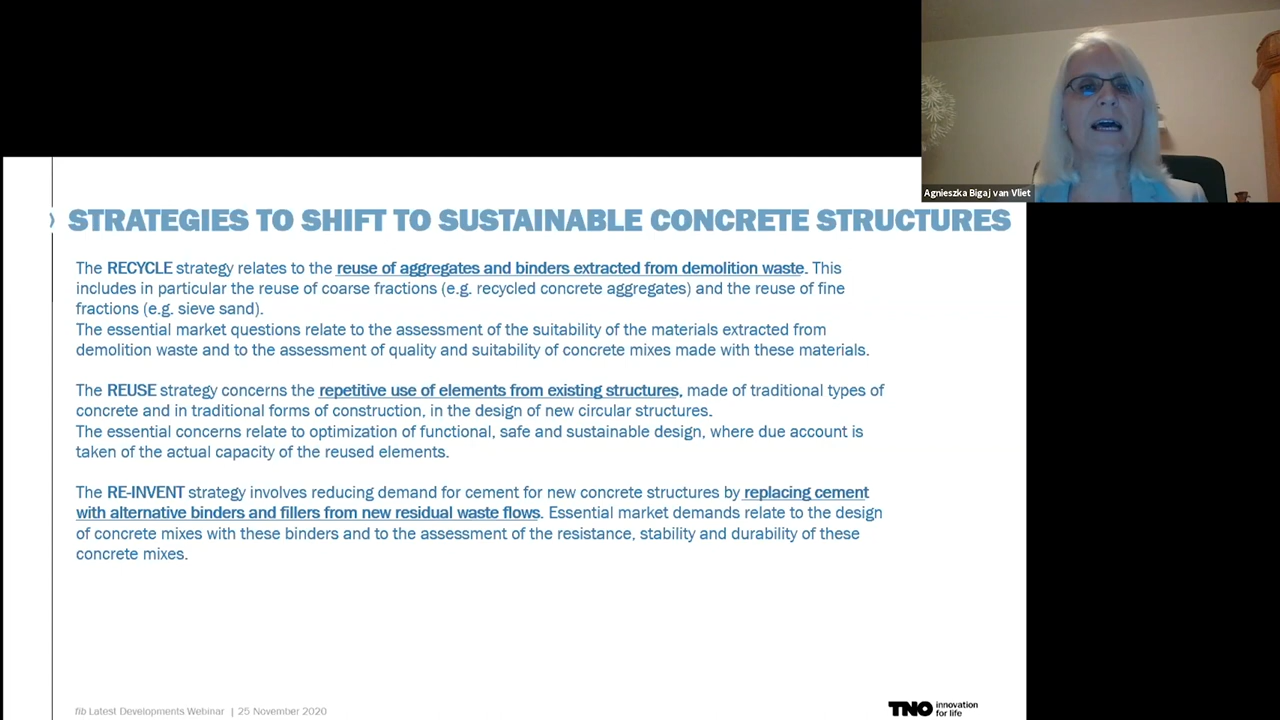 Agnieszka Bigaj van Vliet
STRATEGIES TO SHIFT TO SUSTAINABLE CONCRETE STRUCTURES
The RECYCLE strategy relates to the reuse of aggregates and binders extracted from demolition waste. This
includes in particular the reuse of coarse fractions (e.g. recycled concrete aggregates) and the reuse of fine
fractions (e.g. sieve sand).
The essential market questions relate to the assessment of the suitability of the materials extracted from
demolition waste and to the assessment of quality and suitability of concrete mixes made with these materials.
The REUSE strategy concerns the repetitive use of elements from existing structures, made of traditional types of
concrete and in traditional forms of construction, in the design of new circular structures.
The essential concerns relate to optimization of functional, safe and sustainable design, where due account is
taken of the actual capacity of the reused elements.
The RE-INVENT strategy involves reducing demand for cement for new concrete structures by replacing cement
with alternative binders and fillers from new residual waste flows. Essential market demands relate to the design
of concrete mixes with these binders and to the assessment of the resistance, stability and durability of these
concrete mixes.
fib Latest Developments Webinar | 25 November 2020
TNO innovation
for life